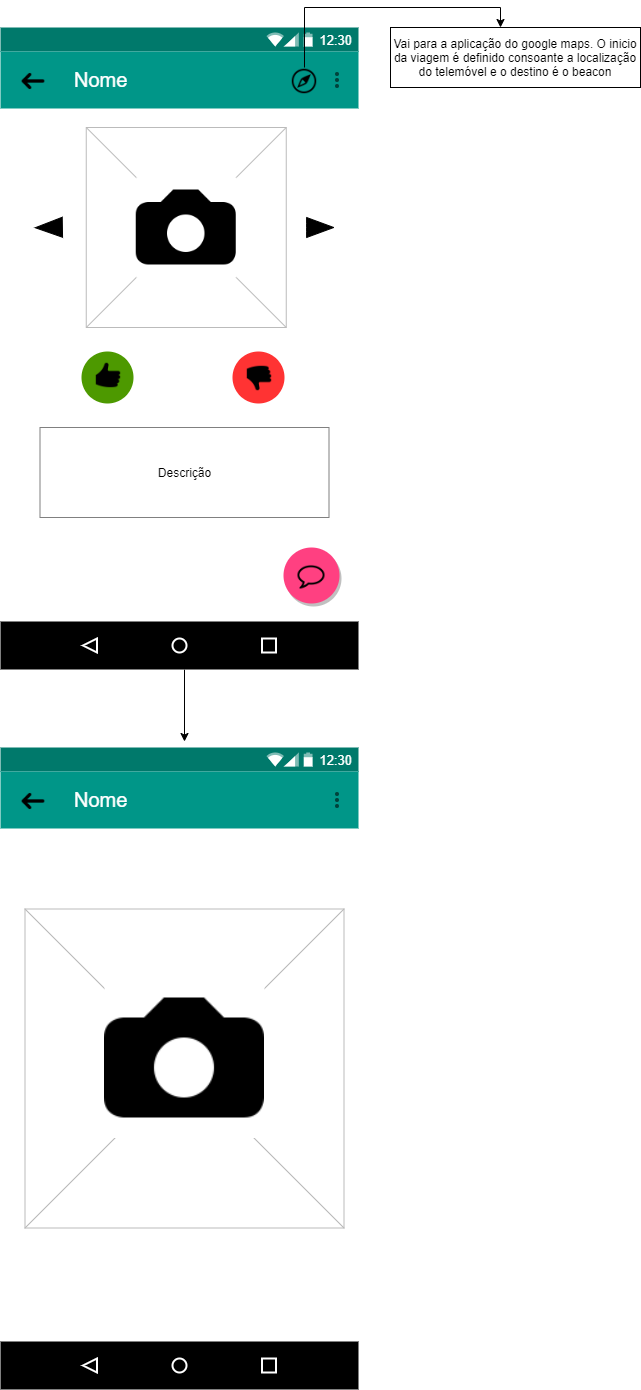 12:30
Nome
Vai para a aplicação do google maps. O inicio
da viagem é definido consoante a localização
do telemóvel e o destino é o beacon
Descrição
12:30
Nome